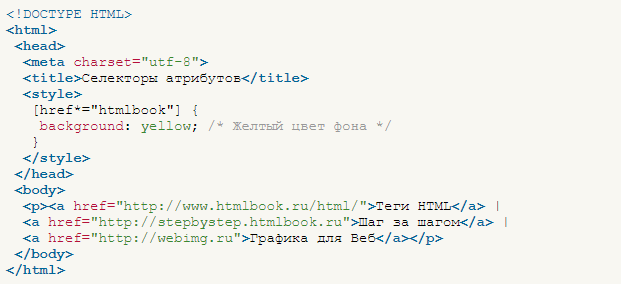 <!DOCTYPE HTML>
<html>
<head>
<meta charset="utf-8">
<title>Селекторы атрибутов</title>
<style>
[href*="htmlbook"] {
background: yellow; /* Желтый цвет фона */
}
</style>
</head>
<body>
<p><a href="http://www.htmlbook.ru/html/">Теги HTML</a> |
<a href="http://stepbystep.htmlbook.ru">Шаг за шагом</a> |
<a href="http://webimg.ru">Графика для Веб</a></p>
</body>
</html>